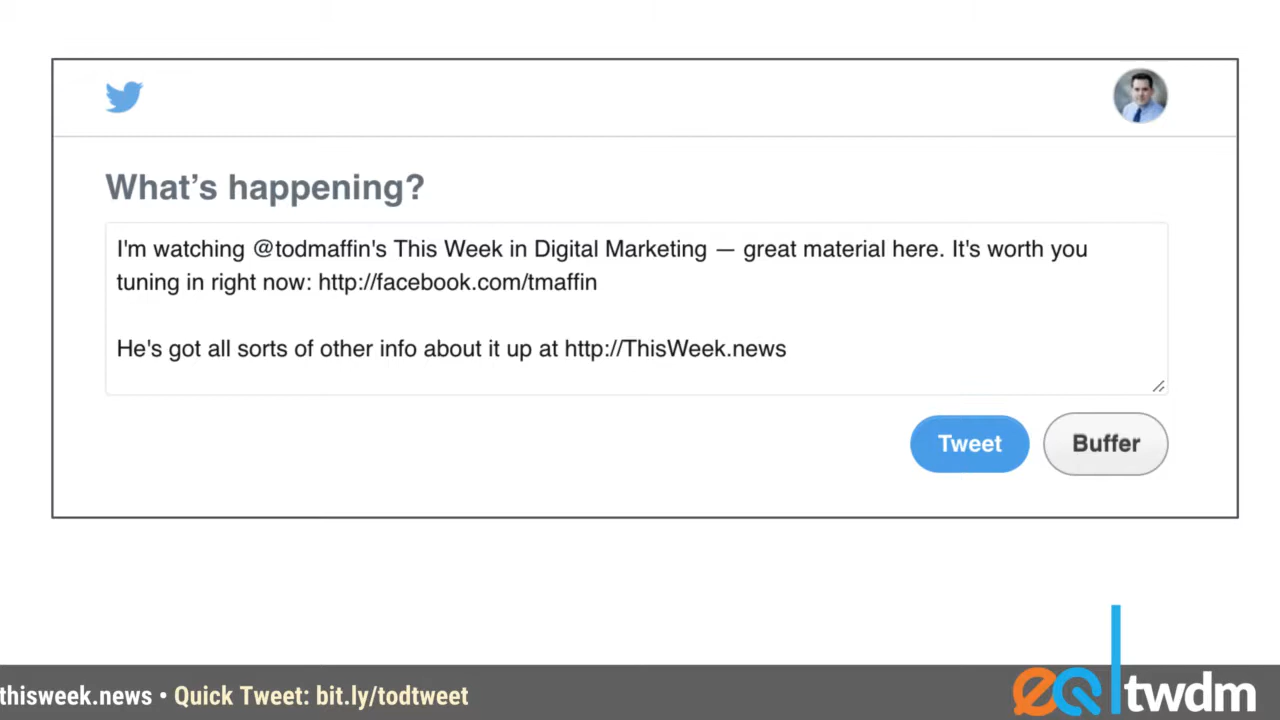 What's happening?
I'm watching @todmaffin's This Week in Digital Marketing — great material here. It's worth you
tuning in right now: http://facebook.com/tmaffin
He's got all sorts of other info about it up at http://ThisWeek.news
Tweet
Buffer
thisweek.news • Quick Tweet: bit.ly/todtweet
eQ
twdm